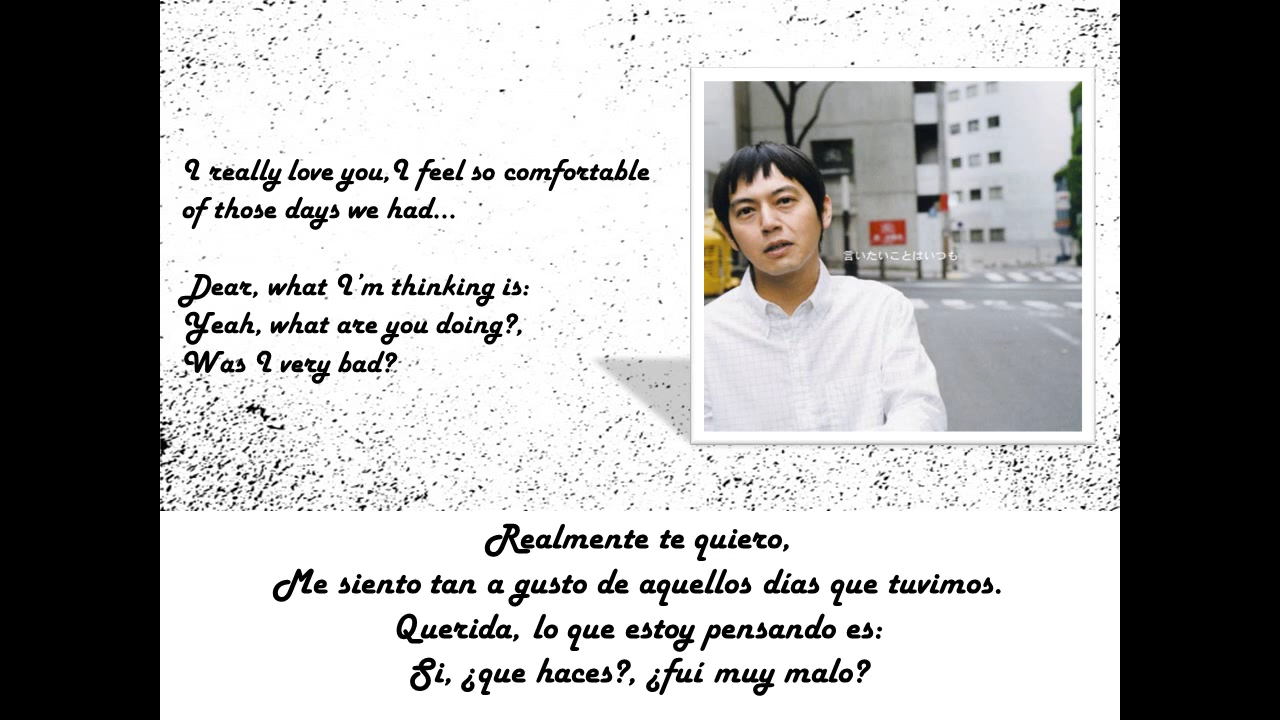 I really love you,I feel so comfortable
of those days we had...
Dear, what I'm thinking is:
Yeah, what are you doing?,
Was I very bad?
言いたいことはいつも
Realmente te quiero,
Me siento tan a gusto de aquellos días que tuvimos.
Querida, lo que estoy pensando es:
Si, ¿que haces?, ¿fuí muy malo?